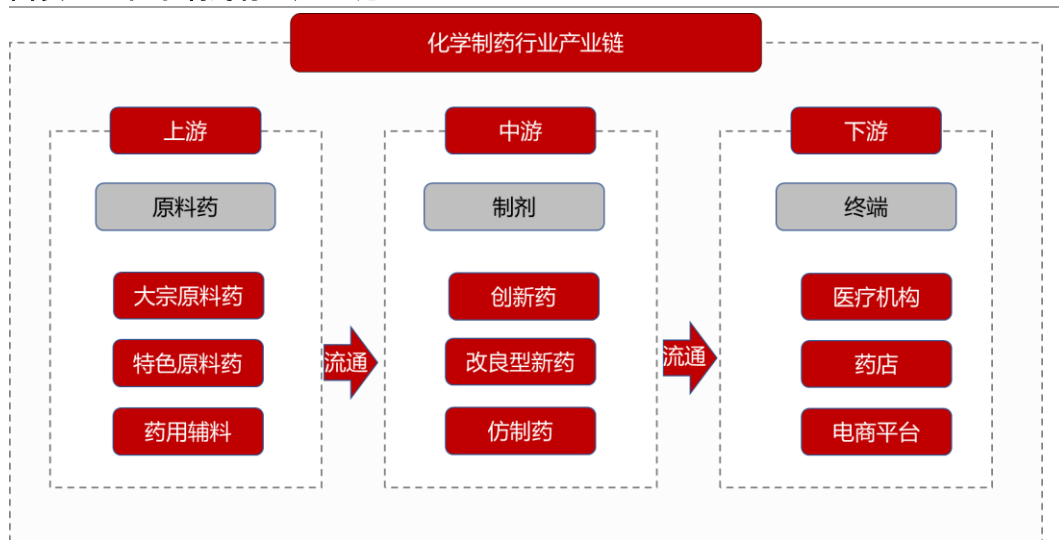 化学制药行业产业链
上游
中游
下游
原料药
制剂
终端
大宗原料药
创新药
医疗机构
特色原料药
流通
改良型新药
流通
药店
药用辅料
仿制药
电商平台